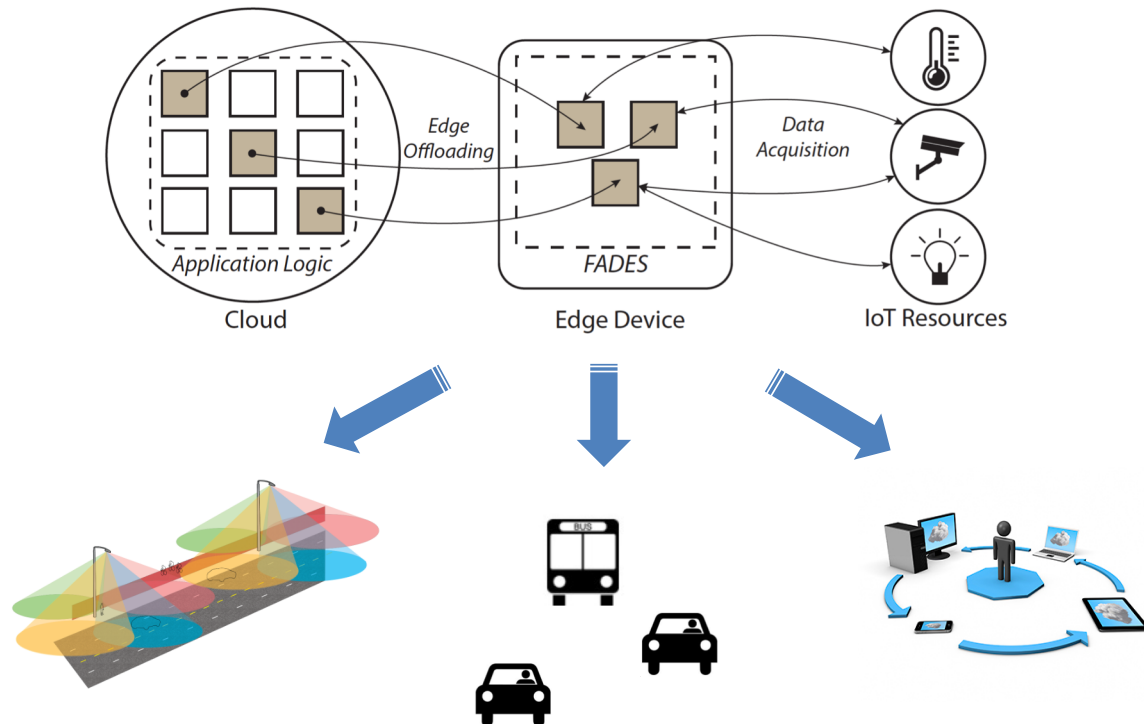 Edge
Offloading
Data
Acquisition
Application Logic
FADES
Cloud
Edge Device
IoT Resources
BUS